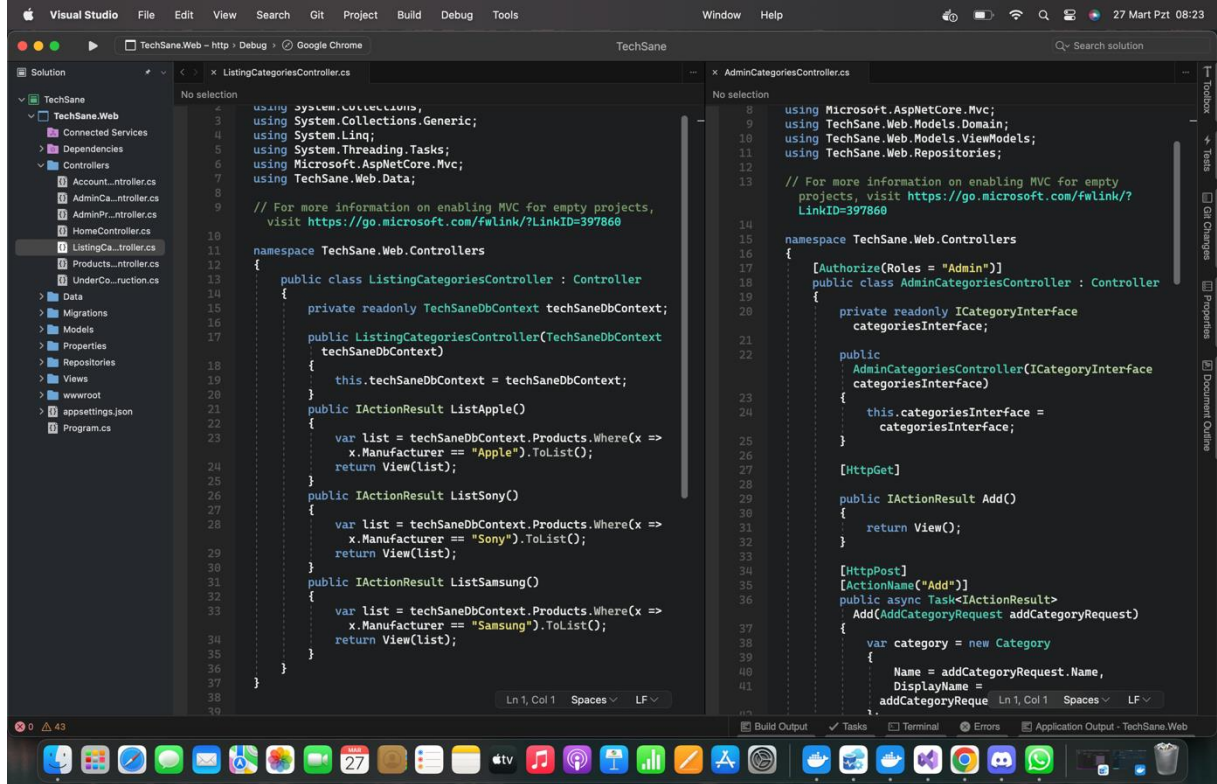 Visual Studio File Edit View Search Git Project Build Debug Tools Window Help 27 Mart Pzt 08:23
TechSane.Web – http › Debug › Google Chrome
TechSane
Search solution
Solution
TechSane
TechSane.Web
Connected Services
Dependencies
Controllers
Account...ntroller.cs
AdminCa...ntroller.cs
AdminPr...ntroller.cs
HomeController.cs
ListingCa...troller.cs
Products...ntroller.cs
UnderCo...uction.cs
Data
Migrations
Models
Properties
Repositories
Views
wwwroot
appsettings.json
Program.cs
ListingCategoriesController.cs
No selection
2 using System.Collections;
3 using System.Collections.Generic;
4 using System.Linq;
5 using System.Threading.Tasks;
6 using Microsoft.AspNetCore.Mvc;
7 using TechSane.Web.Data;
8
9 // For more information on enabling MVC for empty projects,
visit https://go.microsoft.com/fwlink/?LinkID=397860
10
11 namespace TechSane.Web.Controllers
12 {
13 public class ListingCategoriesController : Controller
14 {
15 private readonly TechSaneDbContext techSaneDbContext;
16
17 public ListingCategoriesController(TechSaneDbContext
techSaneDbContext)
18 {
19 this.techSaneDbContext = techSaneDbContext;
20 }
21 public IActionResult ListApple()
22 {
23 var list = techSaneDbContext.Products.Where(x =>
x.Manufacturer == "Apple").ToList();
24 return View(list);
25 }
26 public IActionResult ListSony()
27 {
28 var list = techSaneDbContext.Products.Where(x =>
x.Manufacturer == "Sony").ToList();
29 return View(list);
30 }
31 public IActionResult ListSamsung()
32 {
33 var list = techSaneDbContext.Products.Where(x =>
x.Manufacturer == "Samsung").ToList();
34 return View(list);
35 }
36 }
37 }
38
39
Ln 1, Col 1 Spaces LF
AdminCategoriesController.cs
No selection
8 using Microsoft.AspNetCore.Mvc;
9 using TechSane.Web.Models.Domain;
10 using TechSane.Web.Models.ViewModels;
11 using TechSane.Web.Repositories;
12
13 // For more information on enabling MVC for empty
projects, visit https://go.microsoft.com/fwlink/?
LinkID=397860
14
15 namespace TechSane.Web.Controllers
16 {
17 [Authorize(Roles = "Admin")]
18 public class AdminCategoriesController : Controller
19 {
20 private readonly ICategoryInterface
categoriesInterface;
21
22 public
AdminCategoriesController(ICategoryInterface
categoriesInterface)
23 {
24 this.categoriesInterface =
categoriesInterface;
25 }
26
27 [HttpGet]
28
29 public IActionResult Add()
30 {
31 return View();
32 }
33
34 [HttpPost]
35 [ActionName("Add")]
36 public async Task<IActionResult>
Add(AddCategoryRequest addCategoryRequest)
37 {
38 var category = new Category
39 {
40 Name = addCategoryRequest.Name,
41 DisplayName =
addCategoryReque
Ln 1, Col 1 Spaces LF
Toolbox
Tests
Git Changes
Properties
Document Outline
0 43
Build Output Tasks Terminal Errors Application Output - TechSane.Web
MAR
27
tv